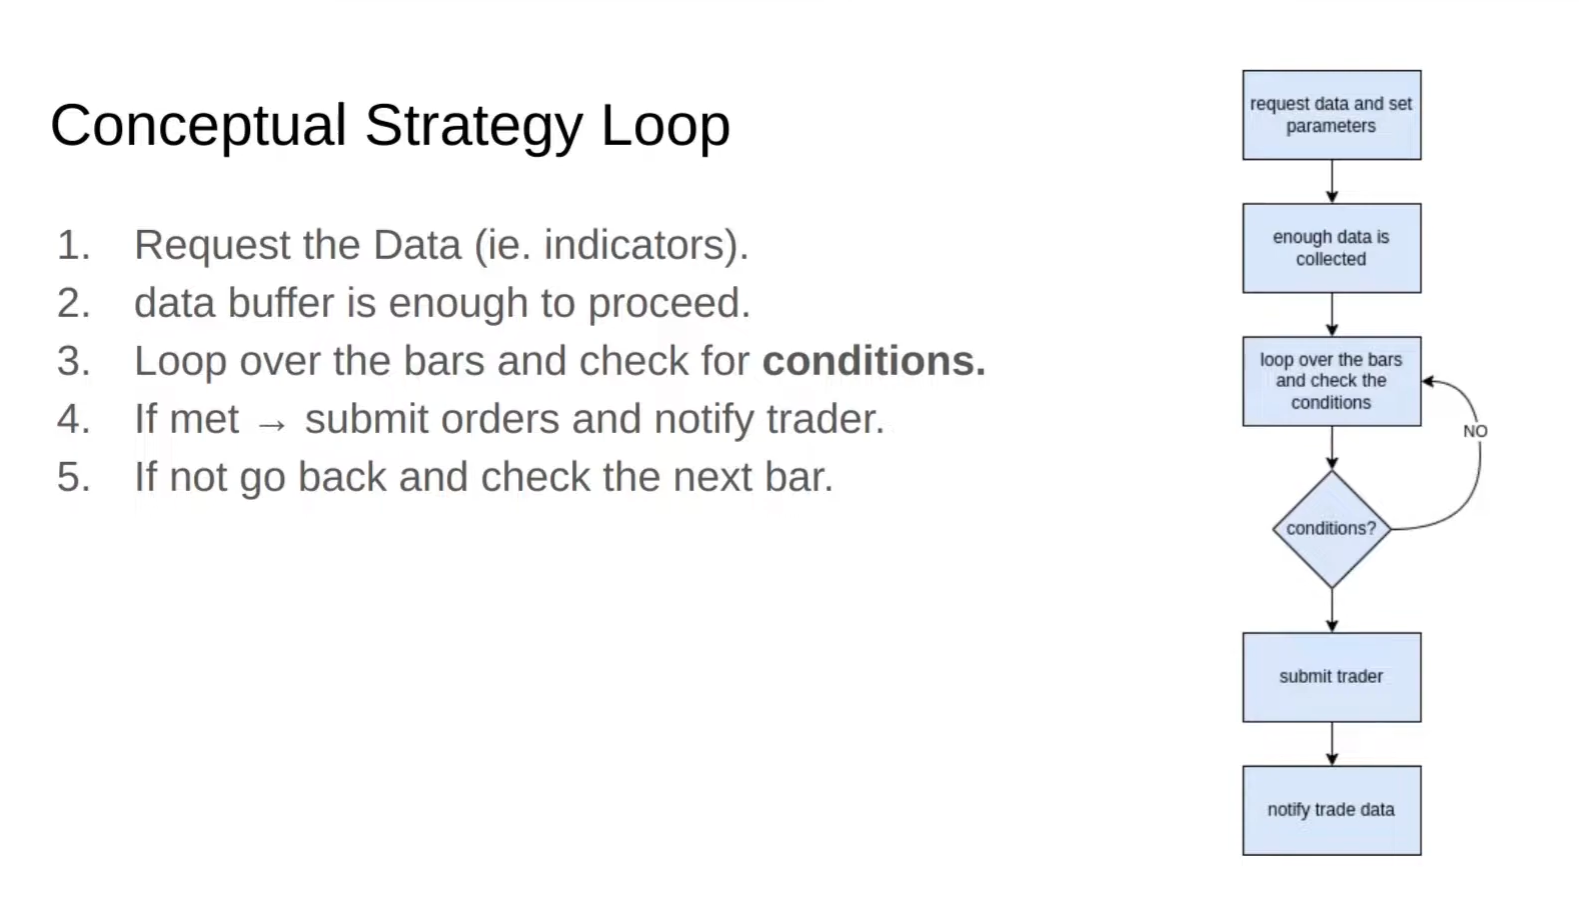 Conceptual Strategy Loop
1. Request the Data (ie. indicators).
2. data buffer is enough to proceed.
3. Loop over the bars and check for conditions.
4. If met → submit orders and notify trader.
5. If not go back and check the next bar.
request data and set
parameters
enough data is
collected
loop over the bars
and check the
conditions
NO
conditions?
submit trader
notify trade data